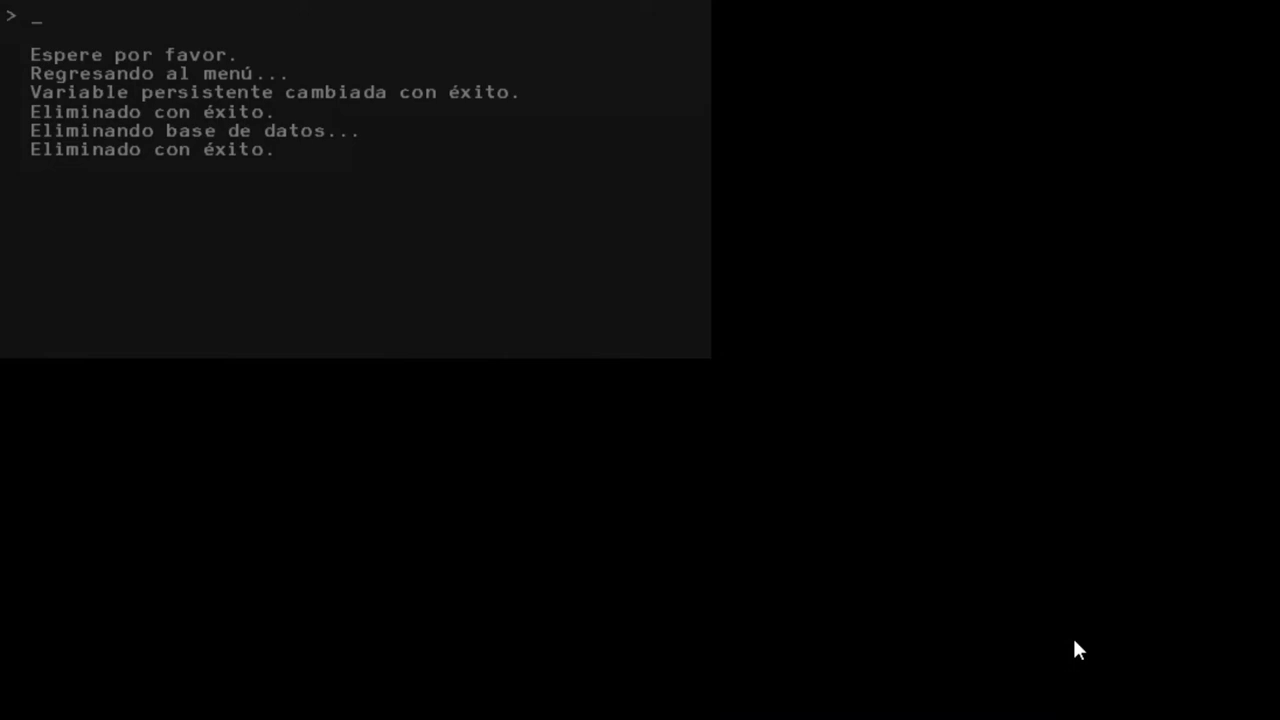 > _
Espere por favor.
Regresando al menú...
Variable persistente cambiada con éxito.
Eliminado con éxito.
Eliminando base de datos...
Eliminado con éxito.